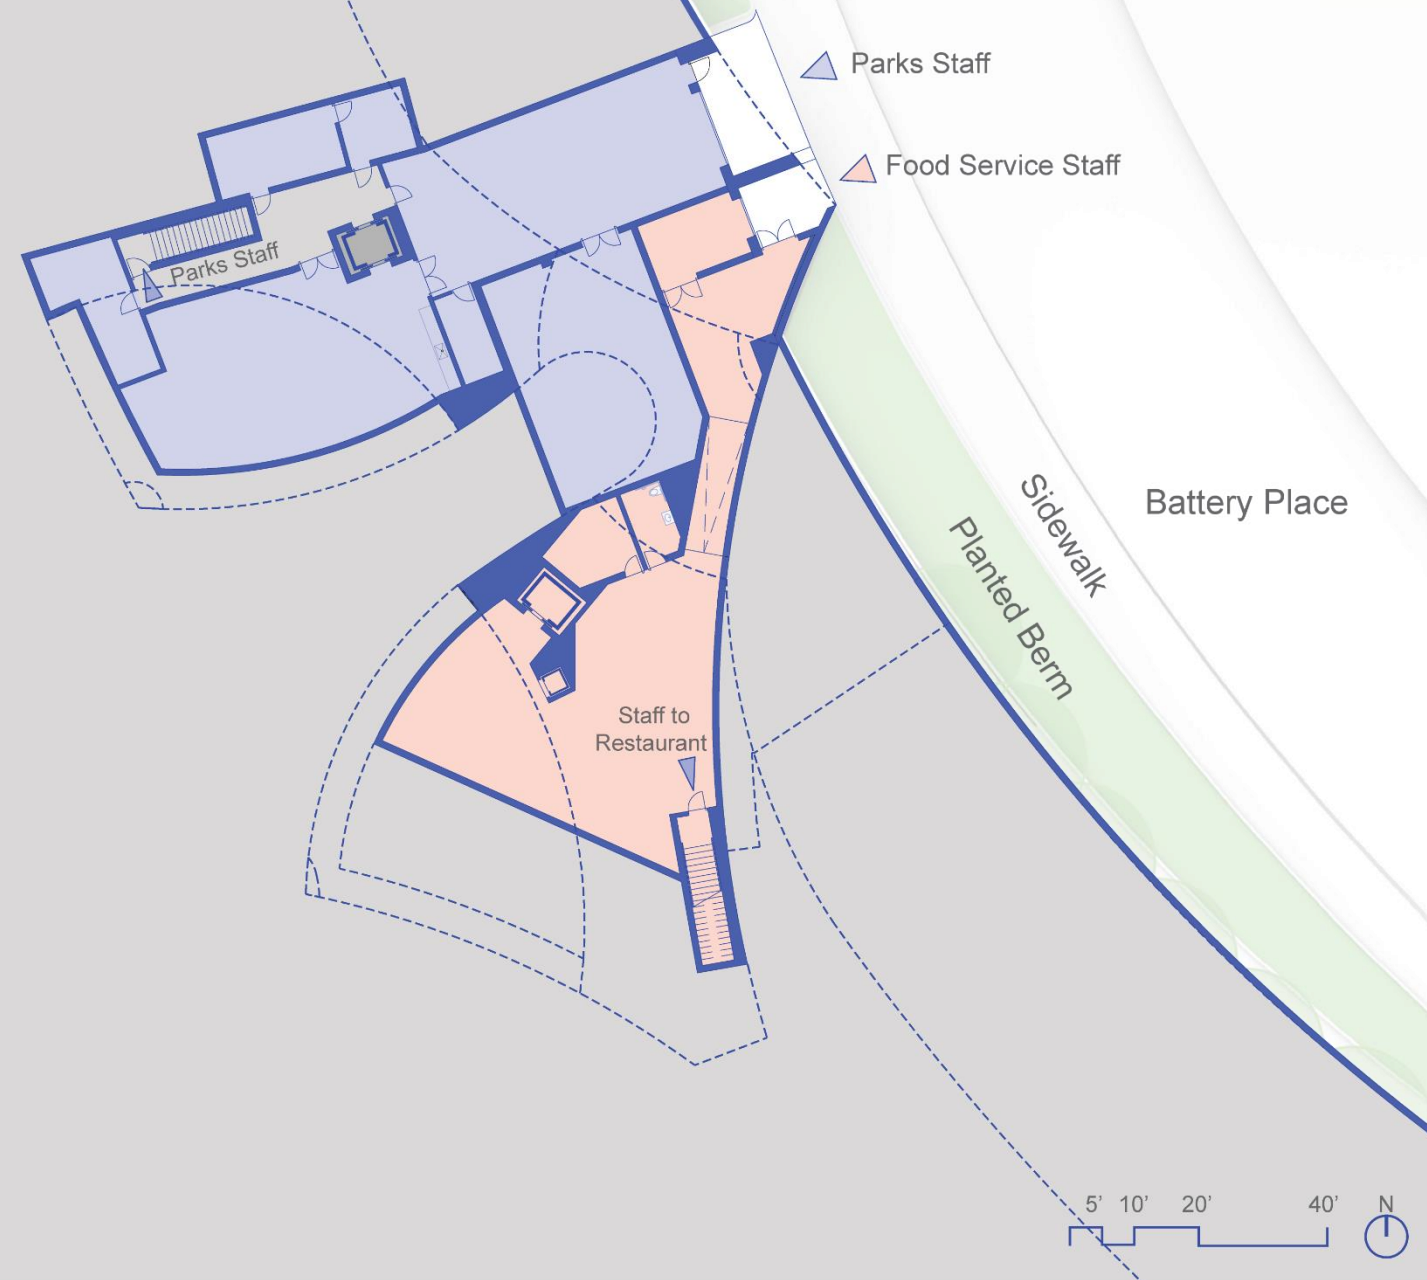 Parks Staff
Food Service Staff
Parks Staff
Sidewalk
Battery Place
Planted Berm
Staff to
Restaurant
5' 10' 20' 40' N